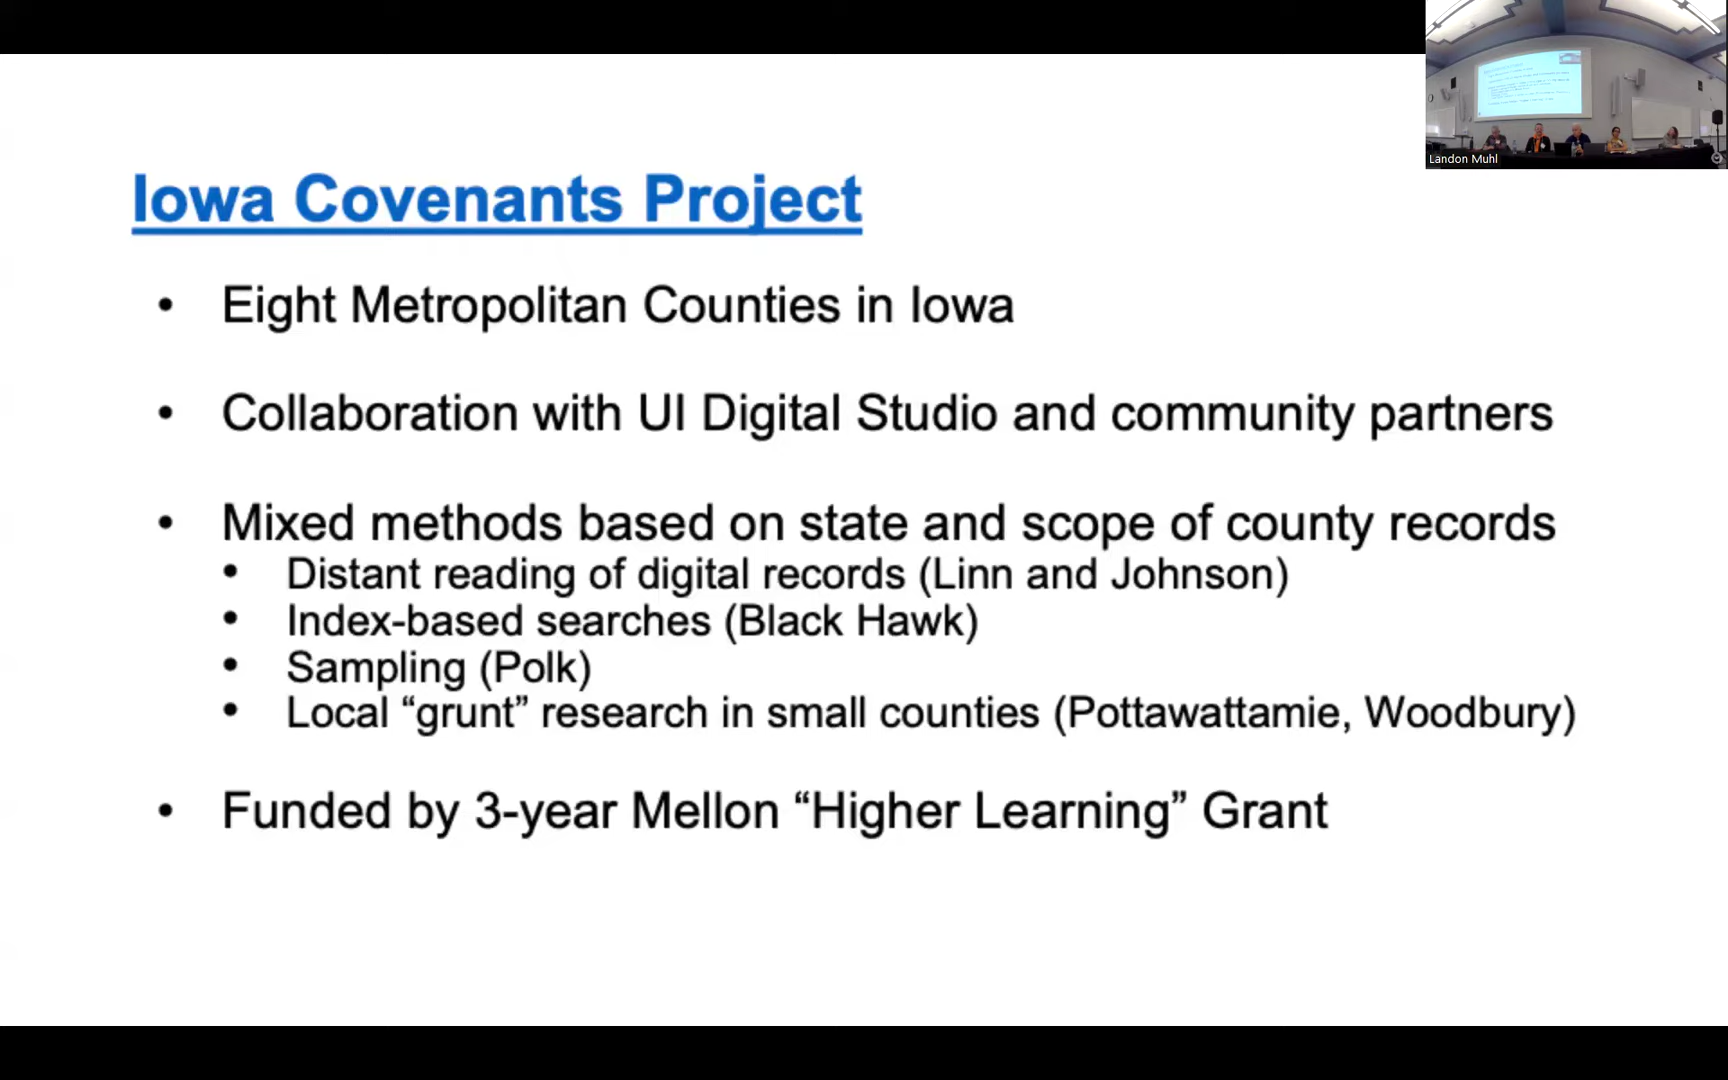 Landon Muhl
Iowa Covenants Project
• Eight Metropolitan Counties in Iowa
• Collaboration with UI Digital Studio and community partners
• Mixed methods based on state and scope of county records
• Distant reading of digital records (Linn and Johnson)
• Index-based searches (Black Hawk)
• Sampling (Polk)
• Local “grunt” research in small counties (Pottawattamie, Woodbury)
• Funded by 3-year Mellon “Higher Learning” Grant